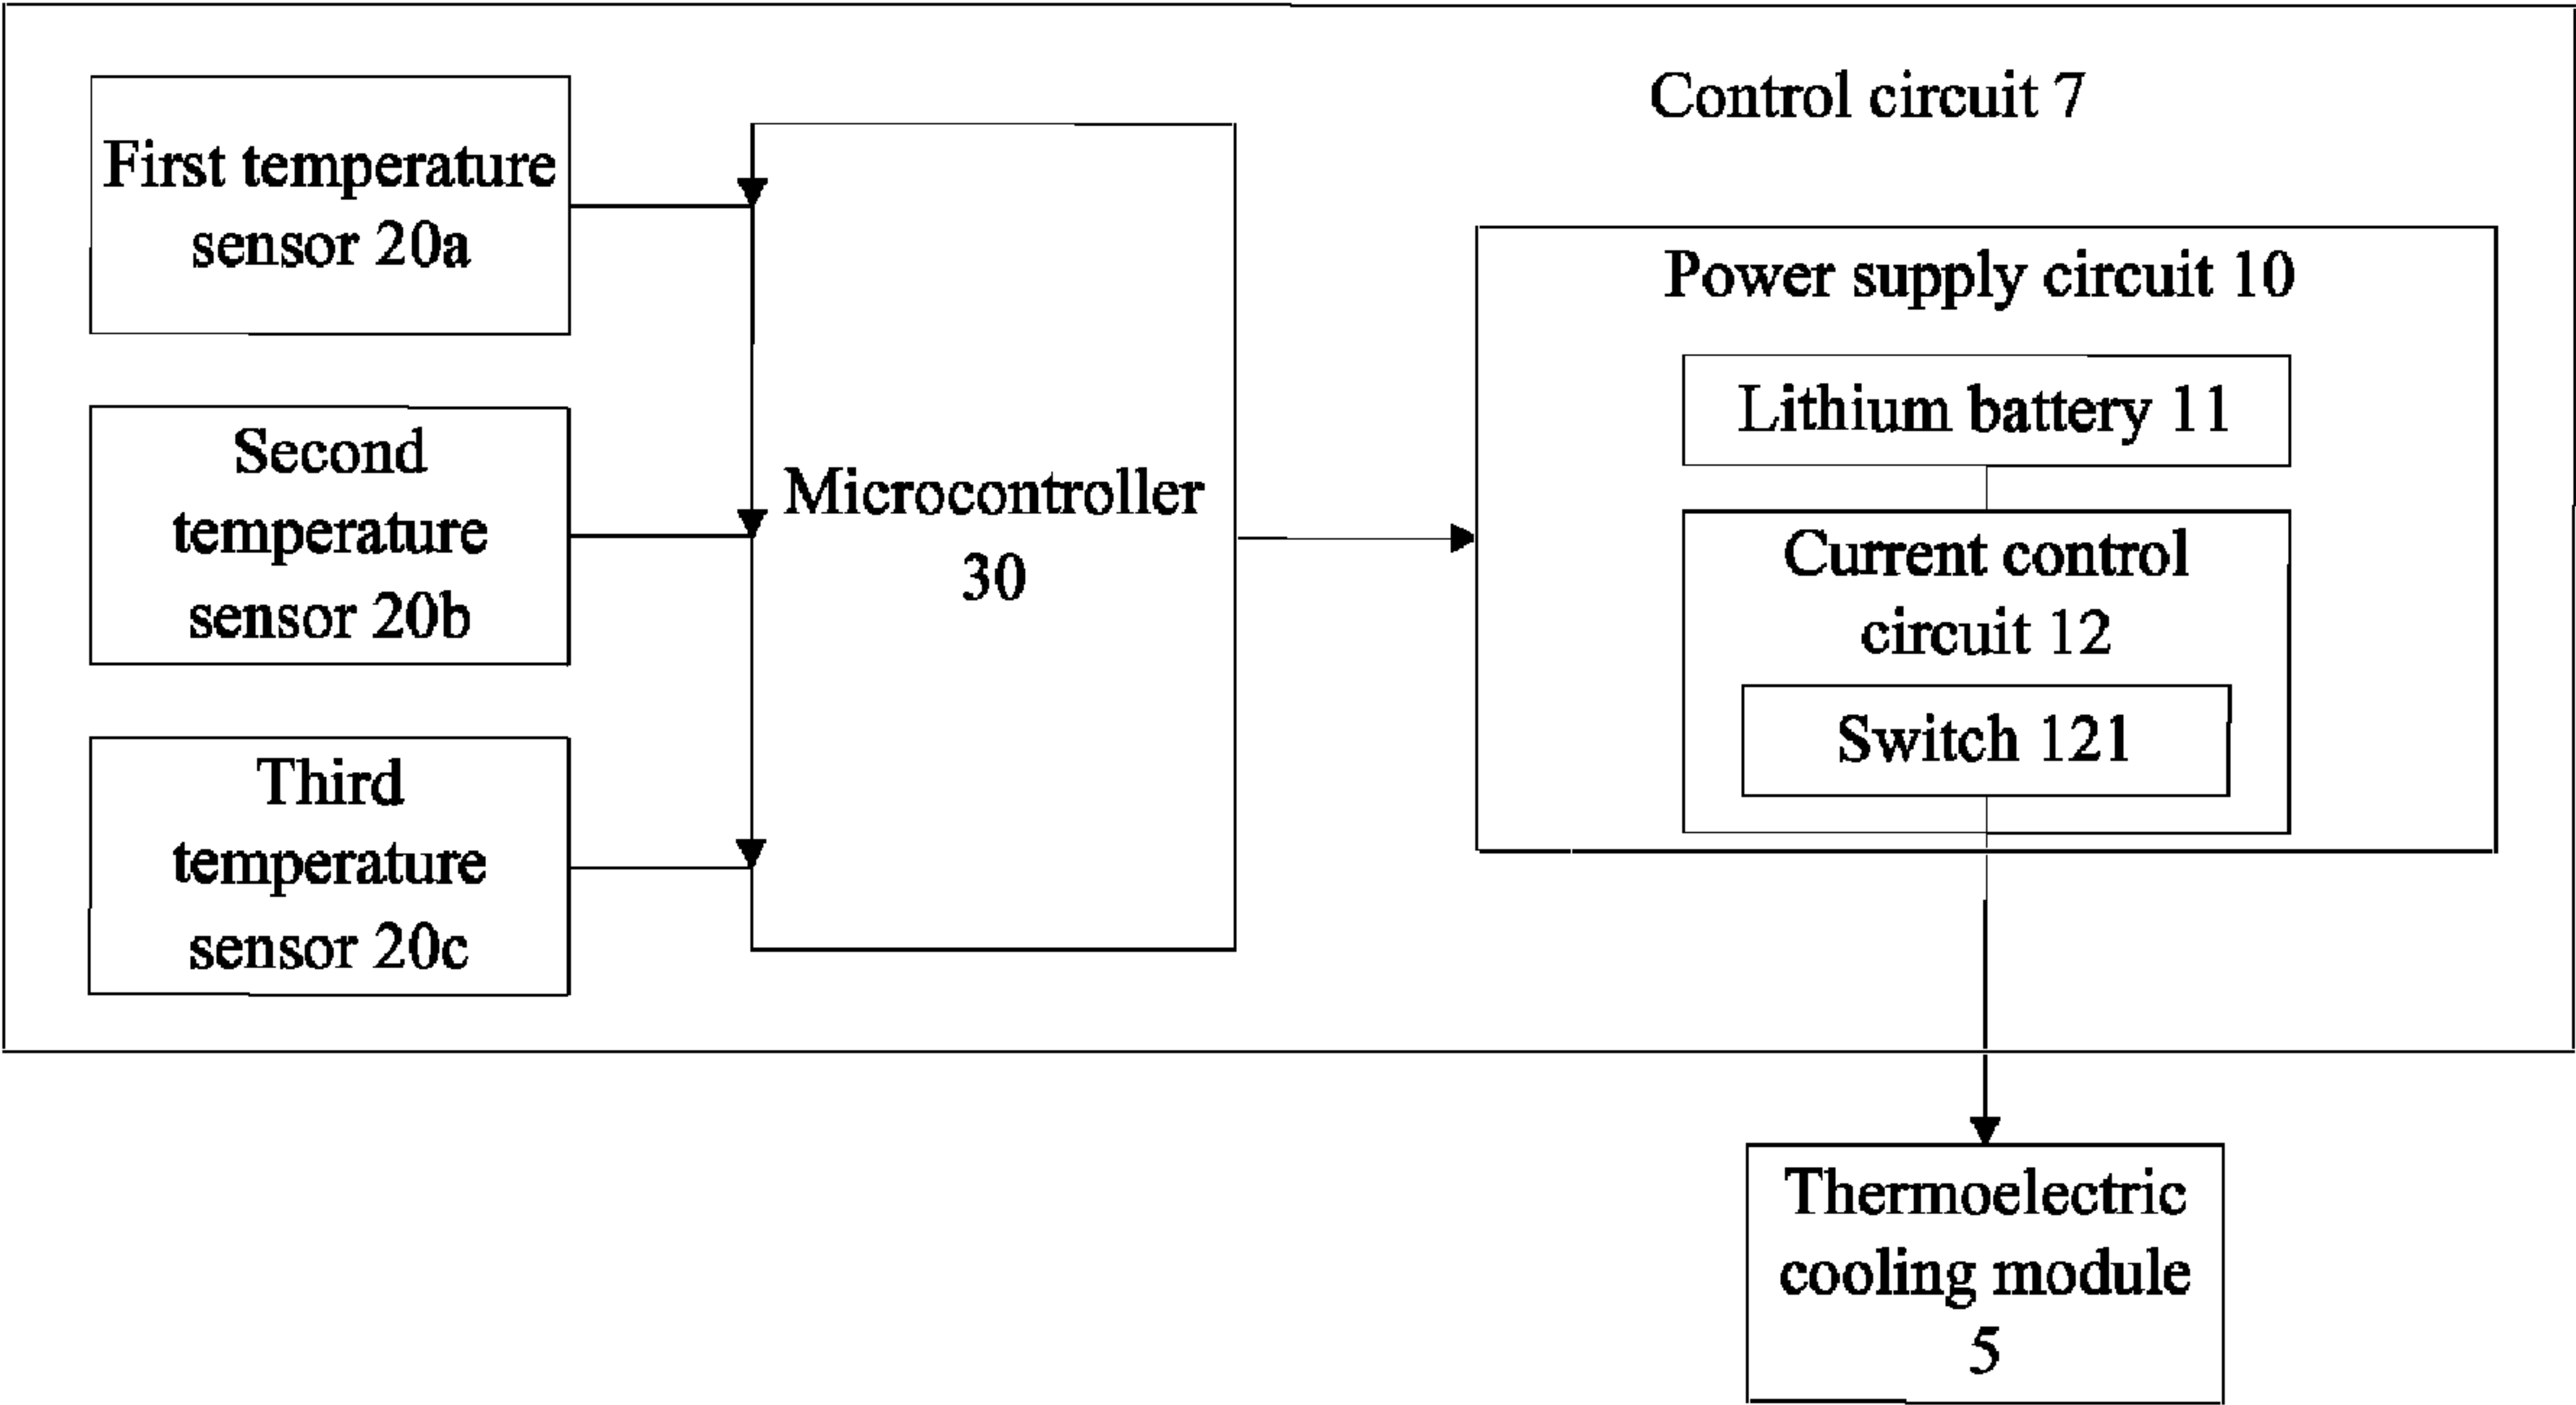 Control circuit 7
First temperature
sensor 20a
Second
temperature
sensor 20b
Third
temperature
sensor 20c
Microcontroller
30
Power supply circuit 10
Lithium battery 11
Current control
circuit 12
Switch 121
Thermoelectric
cooling module
5